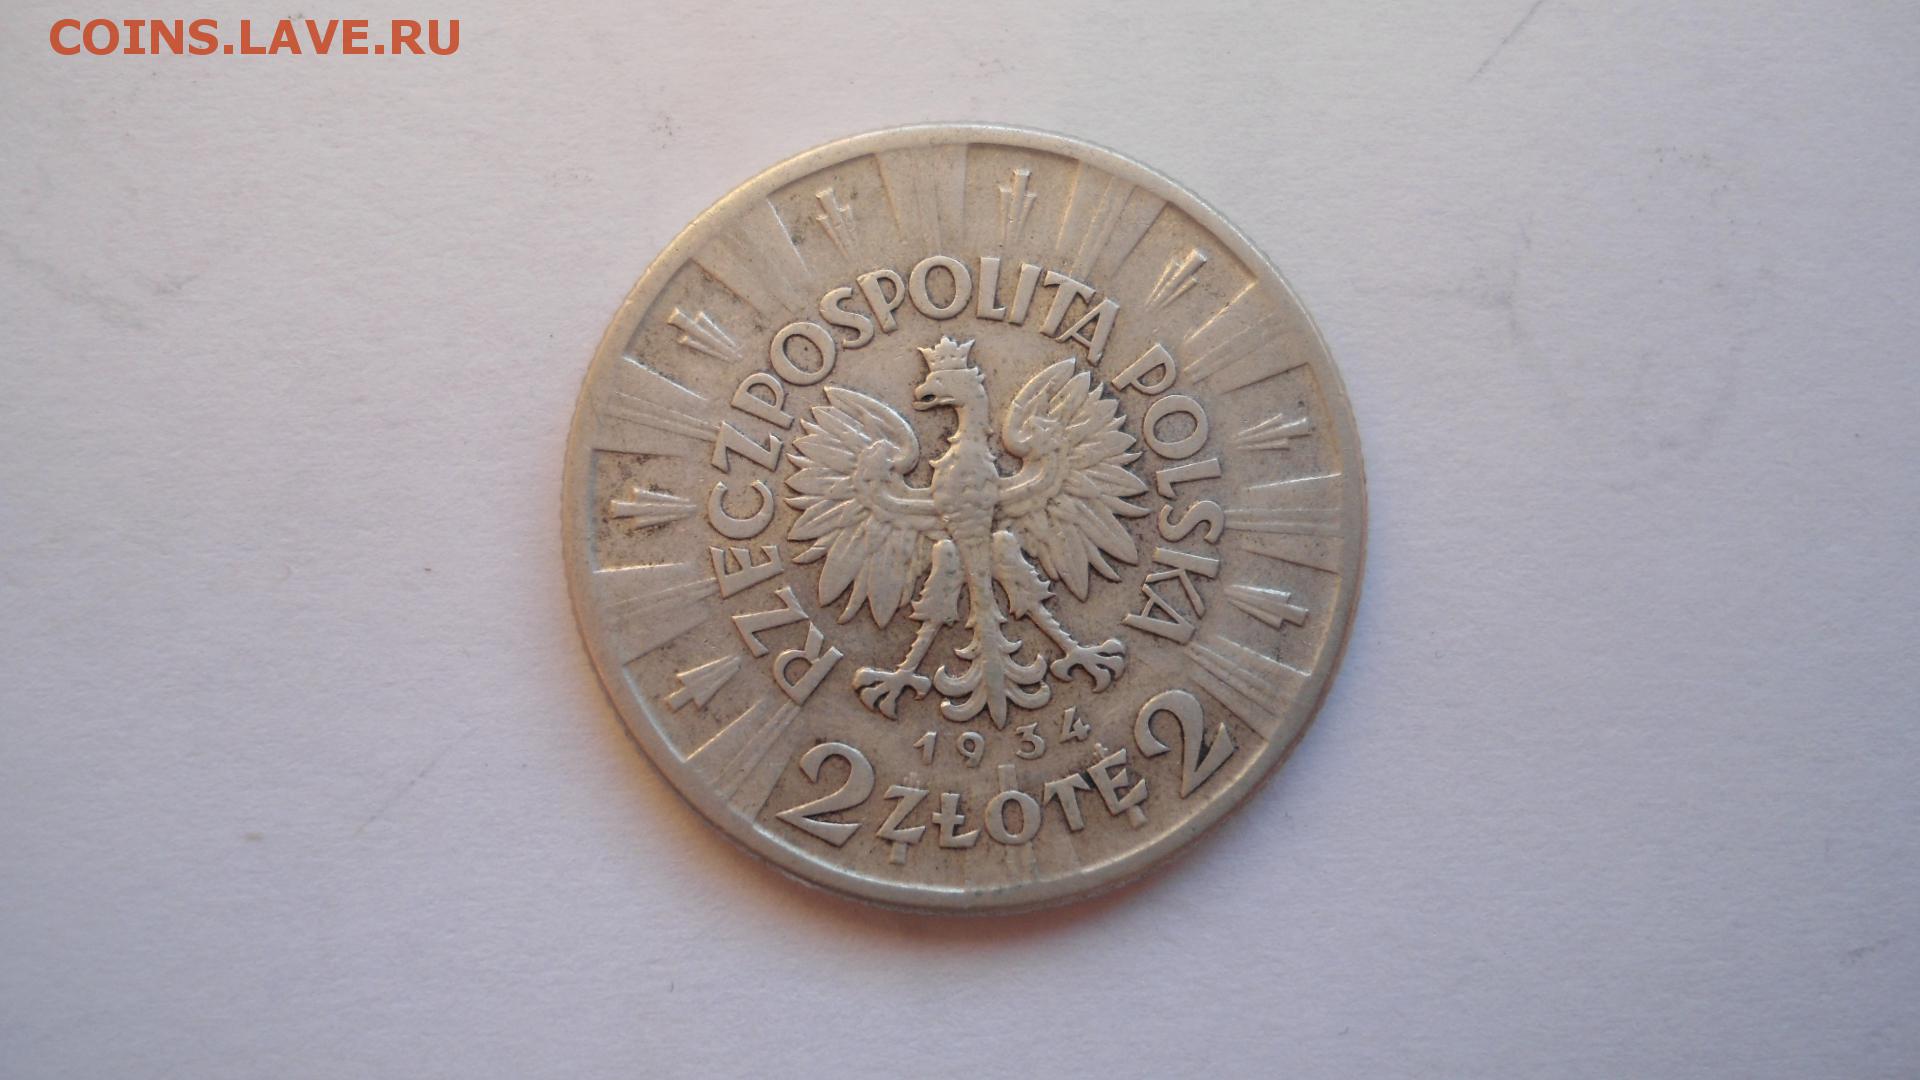 COINS.LAVE.RU
RZECZPOSPOLITA POLSKA
1934
2 ZŁOTE 2